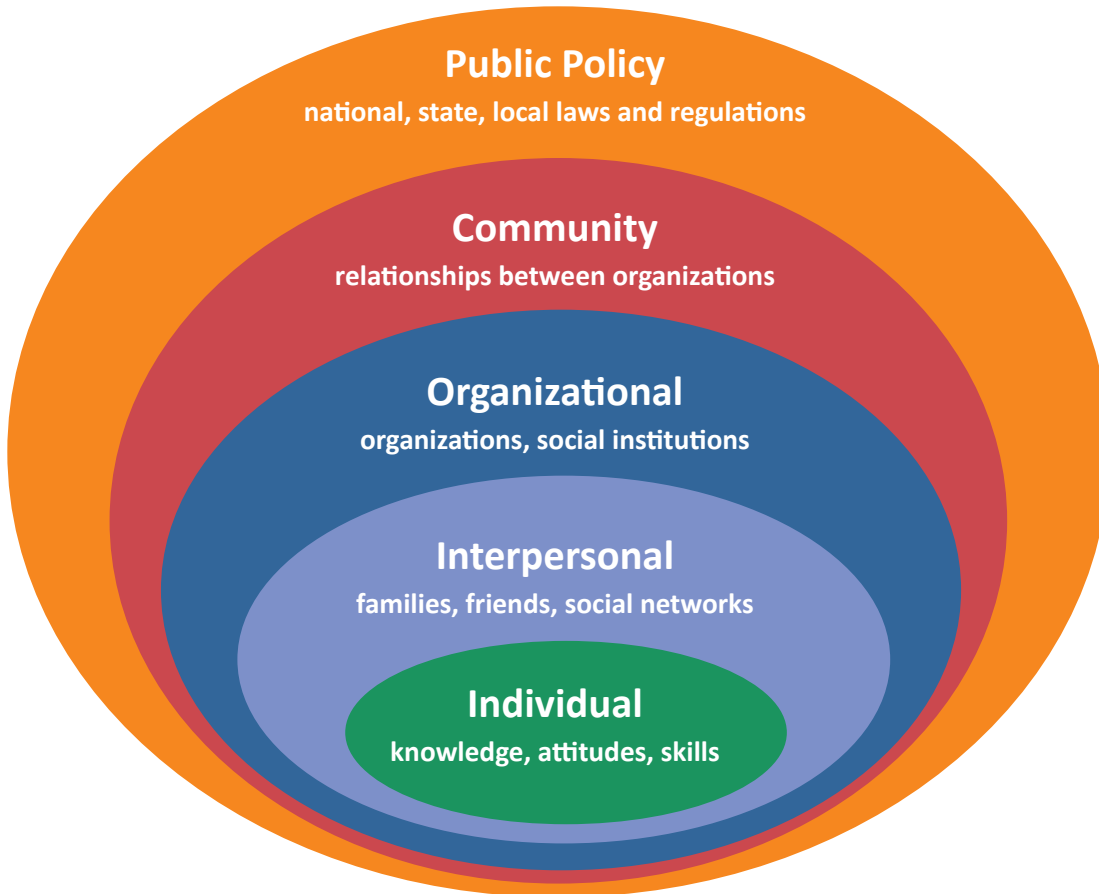 Public Policy
national, state, local laws and regulations
Community
relationships between organizations
Organizational
organizations, social institutions
Interpersonal
families, friends, social networks
Individual
knowledge, attitudes, skills